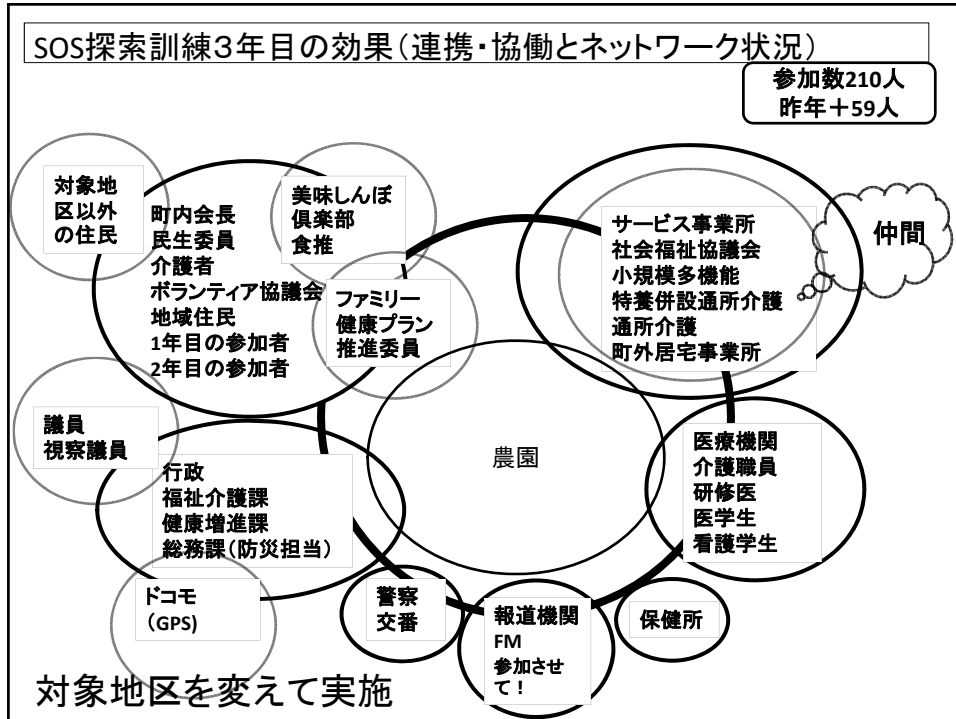 SOS探索訓練3年目の効果(連携・協働とネットワーク状況)
参加数210人
昨年+59人
対象地
区以外
の住民
町内会長
民生委員
介護者
ボランティア協議会
地域住民
1年目の参加者
2年目の参加者
美味しんぼ
倶楽部
食推
ファミリー
健康プラン
推進委員
サービス事業所
社会福祉協議会
小規模多機能
特養併設通所介護
通所介護
町外居宅事業所
仲間
議員
視察議員
行政
福祉介護課
健康増進課
総務課(防災担当)
農園
医療機関
介護職員
研修医
医学生
看護学生
ドコモ
(GPS)
警察
交番
報道機関
FM
参加させ
て!
保健所
対象地区を変えて実施